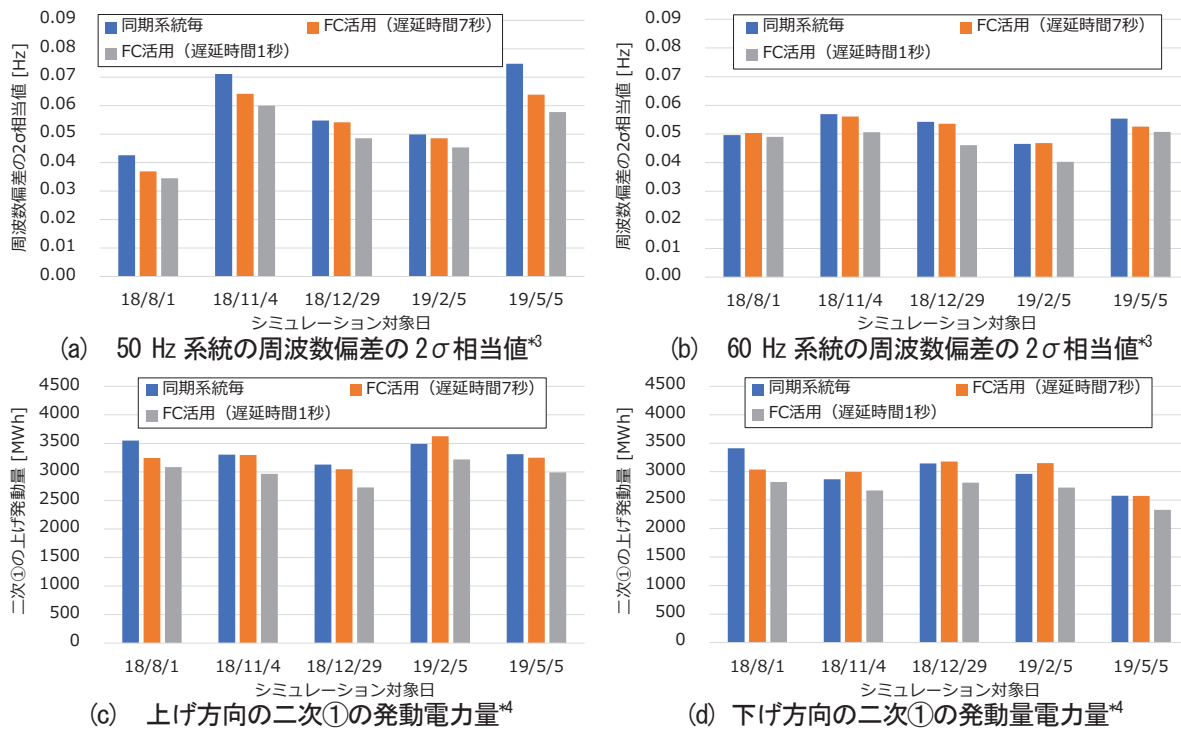 周波数偏差の2σ相当値 [Hz]
0.09
0.08
0.07
0.06
0.05
0.04
0.03
0.02
0.01
0.00
同期系統毎
FC活用（遅延時間7秒）
FC活用（遅延時間1秒）
18/8/1
18/11/4
18/12/29
19/2/5
19/5/5
シミュレーション対象日
(a) 50 Hz 系統の周波数偏差の 2σ相当値*3
周波数偏差の2σ相当値 [Hz]
0.09
0.08
0.07
0.06
0.05
0.04
0.03
0.02
0.01
0.00
同期系統毎
FC活用（遅延時間7秒）
FC活用（遅延時間1秒）
18/8/1
18/11/4
18/12/29
19/2/5
19/5/5
シミュレーション対象日
(b) 60 Hz 系統の周波数偏差の 2σ相当値*3
二次①の上げ発動量 [MWh]
4500
4000
3500
3000
2500
2000
1500
1000
500
0
同期系統毎
FC活用（遅延時間7秒）
FC活用（遅延時間1秒）
18/8/1
18/11/4
18/12/29
19/2/5
19/5/5
シミュレーション対象日
(c) 上げ方向の二次①の発動電力量*4
二次①の上げ発動量 [MWh]
4500
4000
3500
3000
2500
2000
1500
1000
500
0
同期系統毎
FC活用（遅延時間7秒）
FC活用（遅延時間1秒）
18/8/1
18/11/4
18/12/29
19/2/5
19/5/5
シミュレーション対象日
(d) 下げ方向の二次①の発動量電力量*4